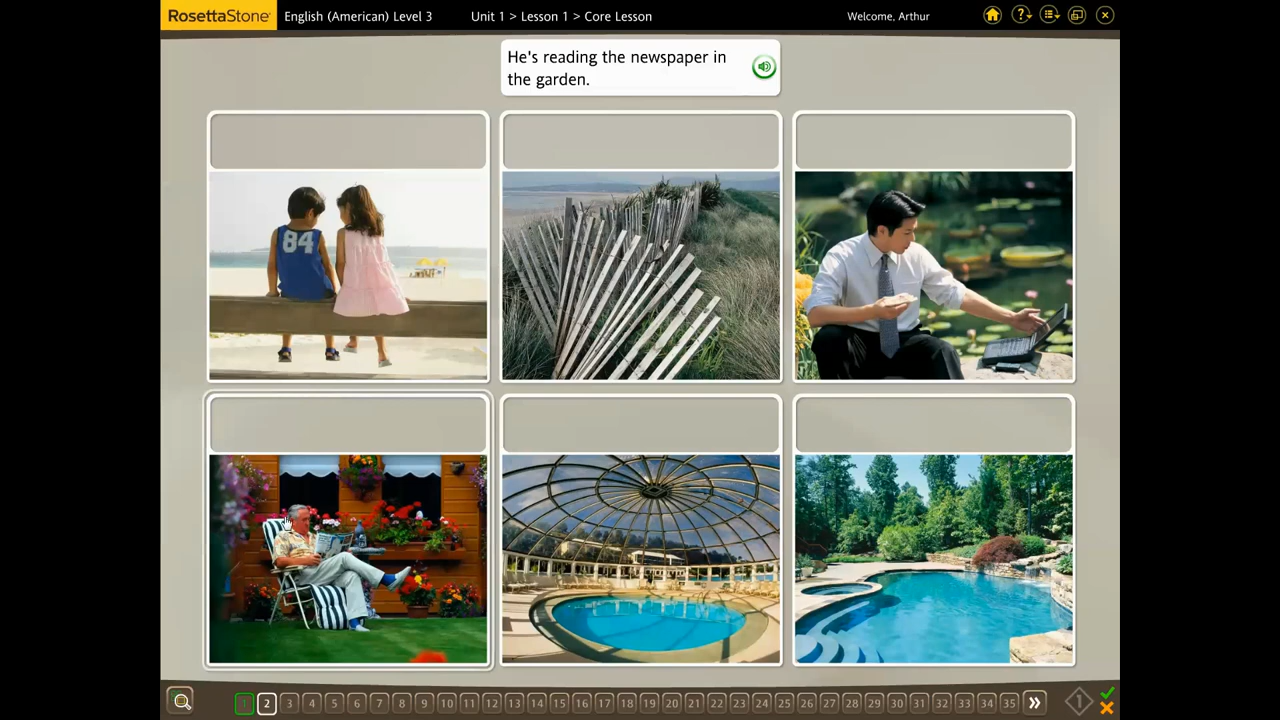 RosettaStone English (American) Level 3 Unit 1 > Lesson 1 > Core Lesson Welcome, Arthur
He's reading the newspaper in
the garden.
84
1 2 3 4 5 6 7 8 9 10 11 12 13 14 15 16 17 18 19 20 21 22 23 24 25 26 27 28 29 30 31 32 33 34 35 » 1